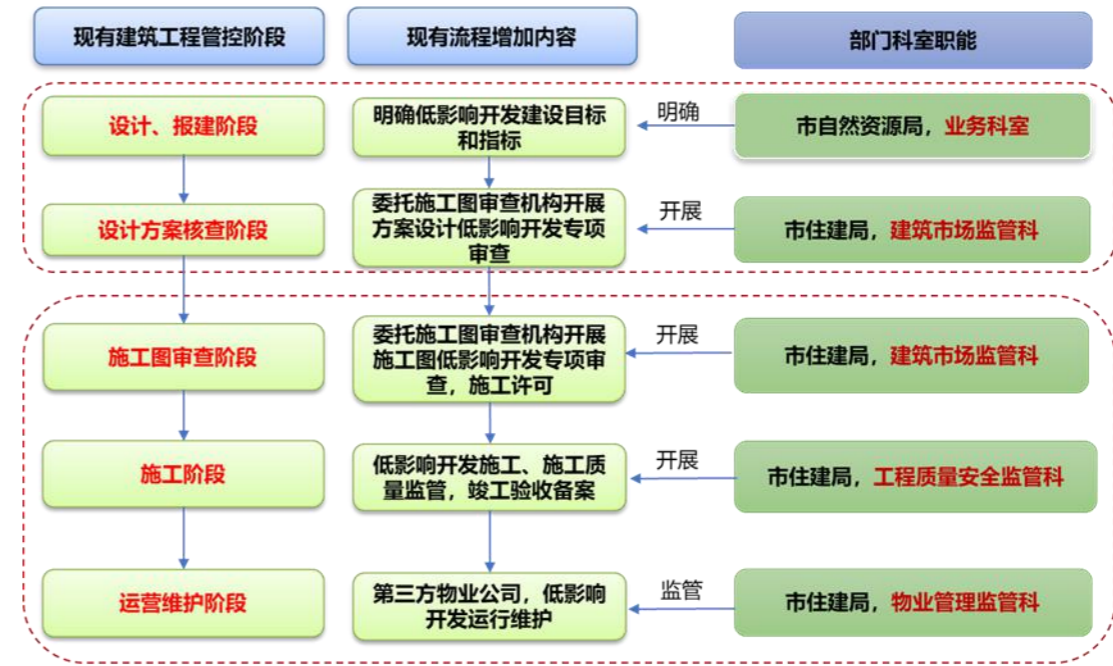 现有建筑工程管控阶段
现有流程增加内容
部门科室职能
设计、报建阶段
明确低影响开发建设目标
和指标
明确
市自然资源局，业务科室
设计方案核查阶段
委托施工图审查机构开展
方案设计低影响开发专项
审查
开展
市住建局，建筑市场监管科
施工图审查阶段
委托施工图审查机构开展
施工图低影响开发专项审
查，施工许可
开展
市住建局，建筑市场监管科
施工阶段
低影响开发施工、施工质
量监管，竣工验收备案
开展
市住建局，工程质量安全监管科
运营维护阶段
第三方物业公司，低影响
开发运行维护
监管
市住建局，物业管理监管科